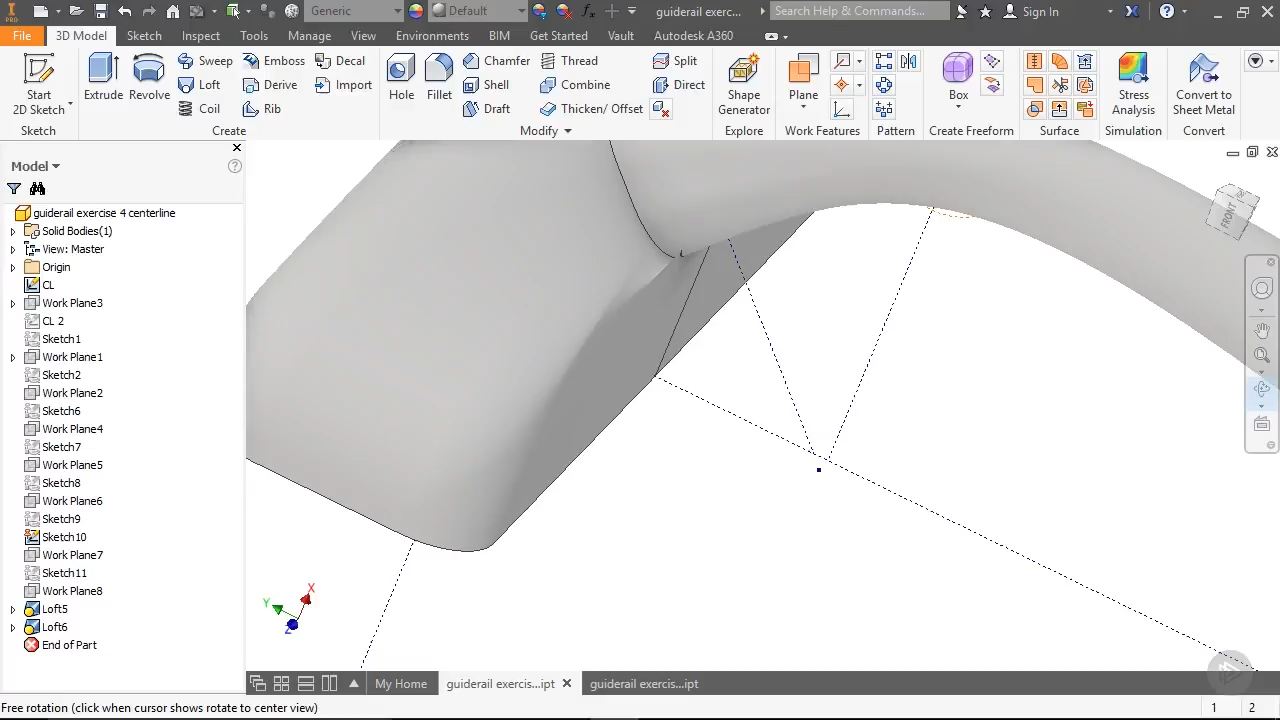 PRO
Generic
Default
fx
guiderail exerc...
Search Help & Commands...
Sign In
File
3D Model
Sketch
Inspect
Tools
Manage
View
Environments
BIM
Get Started
Vault
Autodesk A360
Start
2D Sketch
Extrude
Revolve
Sweep
Loft
Coil
Emboss
Derive
Rib
Decal
Import
Hole
Fillet
Chamfer
Shell
Draft
Thread
Combine
Thicken/ Offset
Split
Direct
Shape
Generator
Plane
Box
Stress
Analysis
Convert to
Sheet Metal
Sketch
Create
Modify
Explore
Work Features
Pattern
Create Freeform
Surface
Simulation
Convert
Model
guiderail exercise 4 centerline
Solid Bodies(1)
View: Master
Origin
CL
Work Plane3
CL 2
Sketch1
Work Plane1
Sketch2
Work Plane2
Sketch6
Work Plane4
Sketch7
Work Plane5
Sketch8
Work Plane6
Sketch9
Sketch10
Work Plane7
Sketch11
Work Plane8
Loft5
Loft6
End of Part
FRONT
X
Y
Z
My Home
guiderail exercis...ipt
guiderail exercis...ipt
Free rotation (click when cursor shows rotate to center view)
1
2